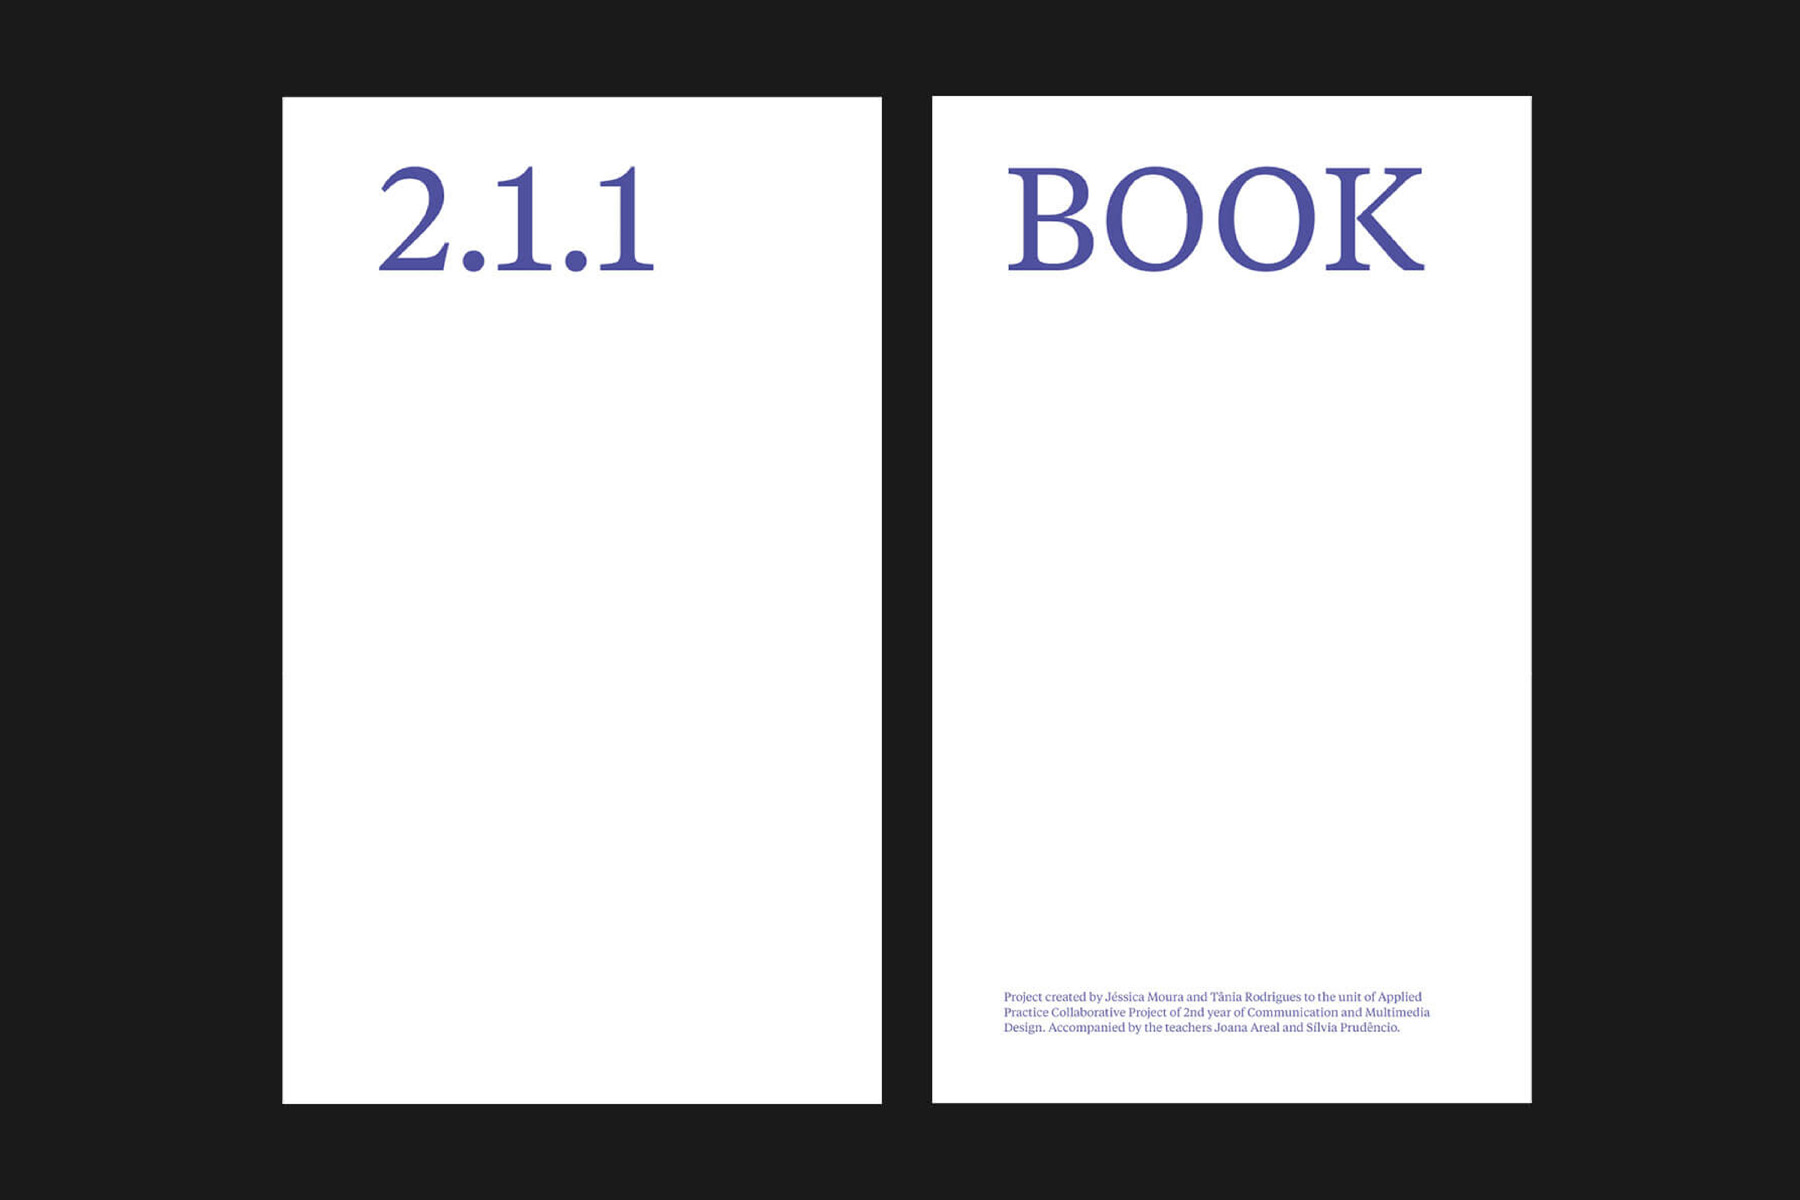 2.1.1
BOOK
Project created by Jéssica Moura and Tânia Rodrigues to the unit of Applied
Practice Collaborative Project of 2nd year of Communication and Multimedia
Design. Accompanied by the teachers Joana Areal and Sílvia Prudêncio.